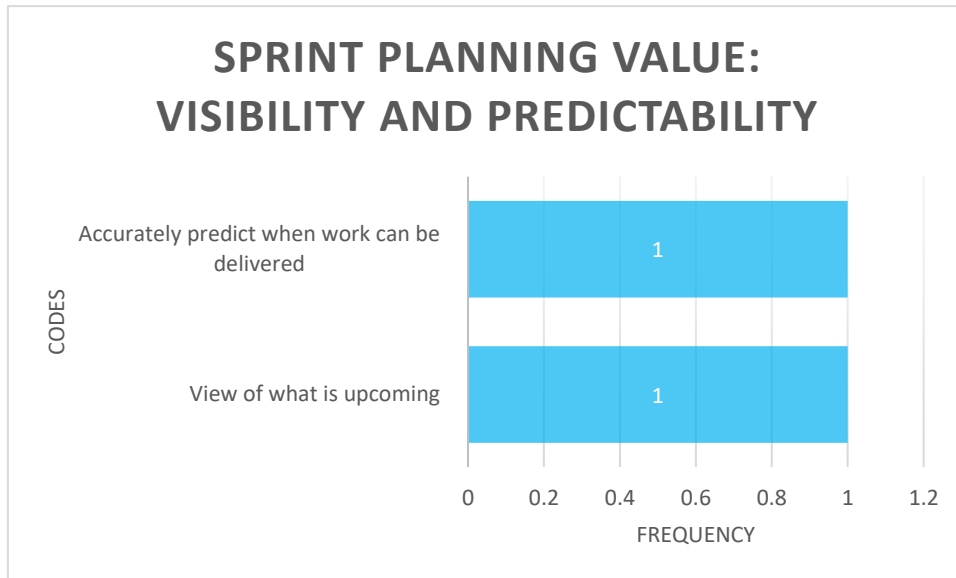 SPRINT PLANNING VALUE:
VISIBILITY AND PREDICTABILITY
CODES
Accurately predict when work can be
delivered
1
View of what is upcoming
1
0 0.2 0.4 0.6 0.8 1 1.2
FREQUENCY